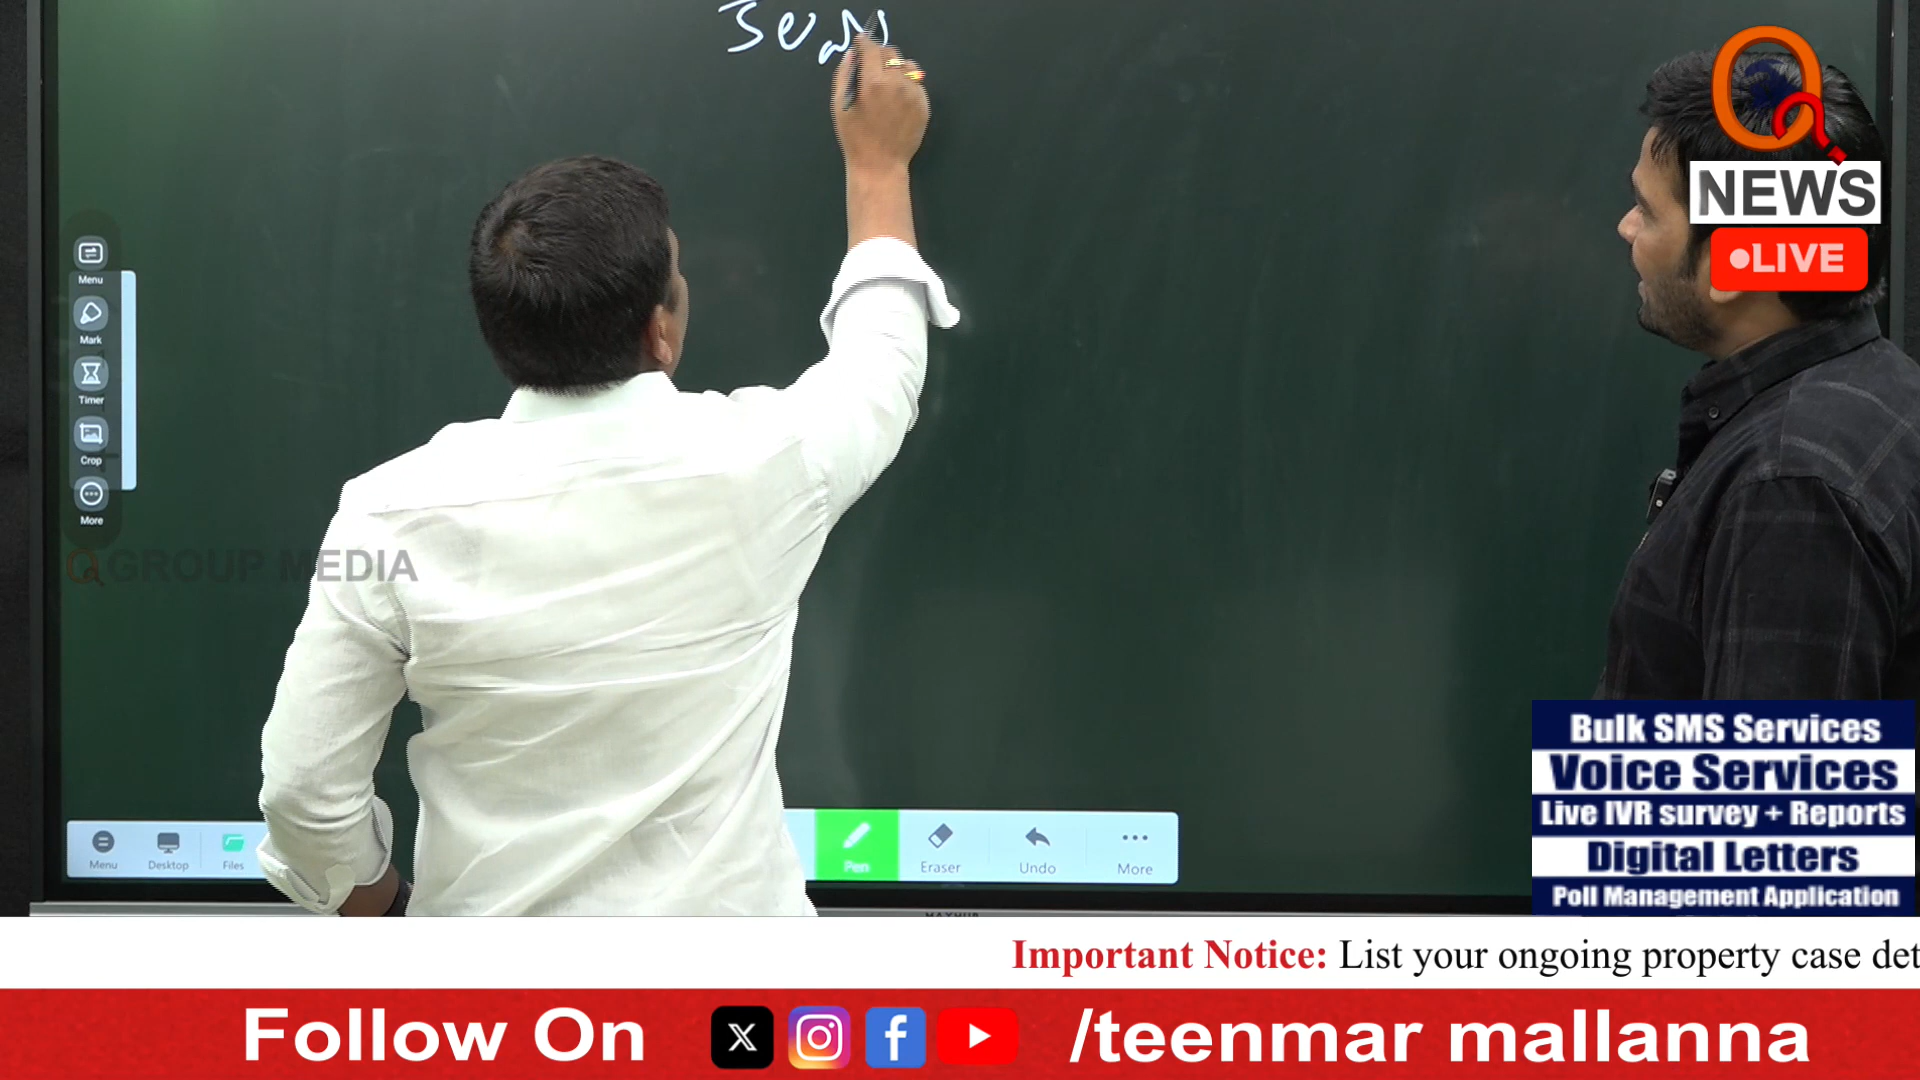 Q
NEWS
LIVE
Menu
Mark
Timer
Crop
More
Q GROUP MEDIA
Bulk SMS Services
Voice Services
Live IVR survey + Reports
Digital Letters
Poll Management Application
Menu
Desktop
Files
Pen
Eraser
Undo
More
MAXHUB
Important Notice: List your ongoing property case det
Follow On X f /teenmar mallanna